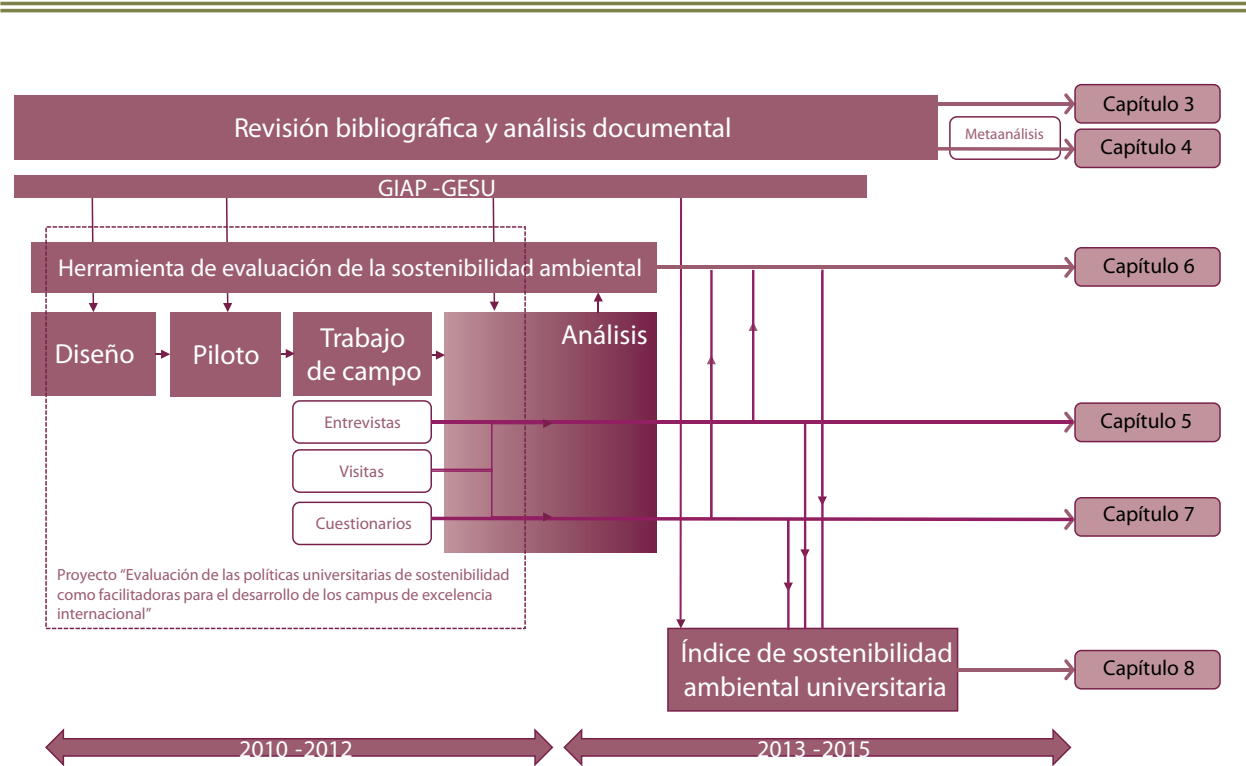 Revisión bibliográfica y análisis documental
Capítulo 3
Metaanálisis
Capítulo 4
GIAP -GESU
Herramienta de evaluación de la sostenibilidad ambiental
Capítulo 6
Diseño
Piloto
Trabajo
de campo
Análisis
Entrevistas
Capítulo 5
Visitas
Cuestionarios
Capítulo 7
Proyecto “Evaluación de las políticas universitarias de sostenibilidad
como facilitadoras para el desarrollo de los campus de excelencia
internacional”
Índice de sostenibilidad
ambiental universitaria
Capítulo 8
2010 -2012
2013 -2015